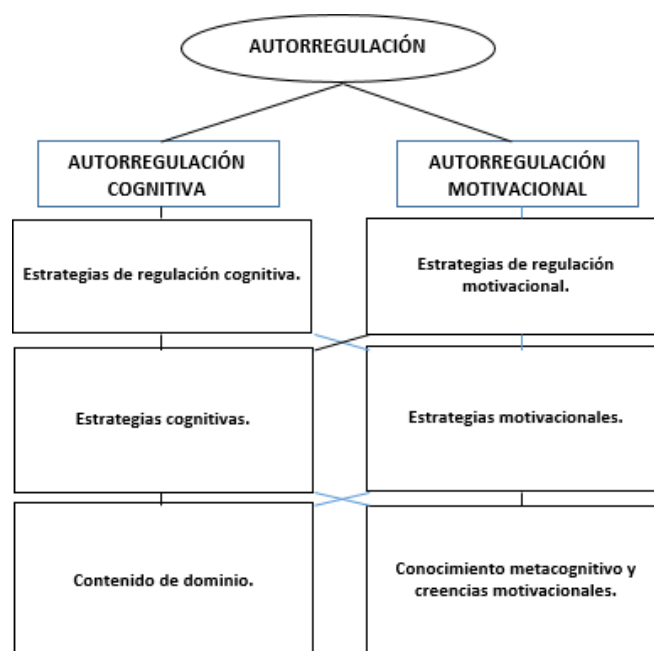 AUTORREGULACIÓN
AUTORREGULACIÓN
COGNITIVA
AUTORREGULACIÓN
MOTIVACIONAL
Estrategias de regulación cognitiva.
Estrategias de regulación
motivacional.
Estrategias cognitivas.
Estrategias motivacionales.
Contenido de dominio.
Conocimiento metacognitivo y
creencias motivacionales.